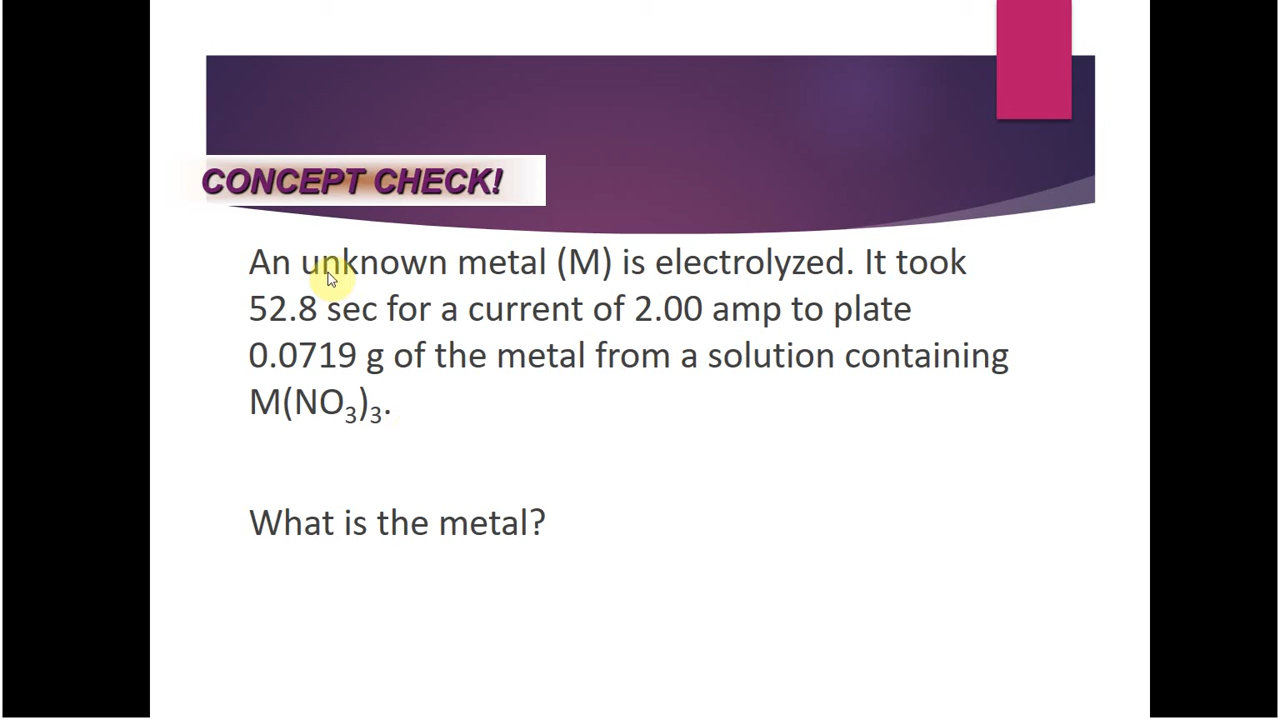 CONCEPT CHECK!
An unknown metal (M) is electrolyzed. It took
52.8 sec for a current of 2.00 amp to plate
0.0719 g of the metal from a solution containing
M(NO₃)₃.
What is the metal?